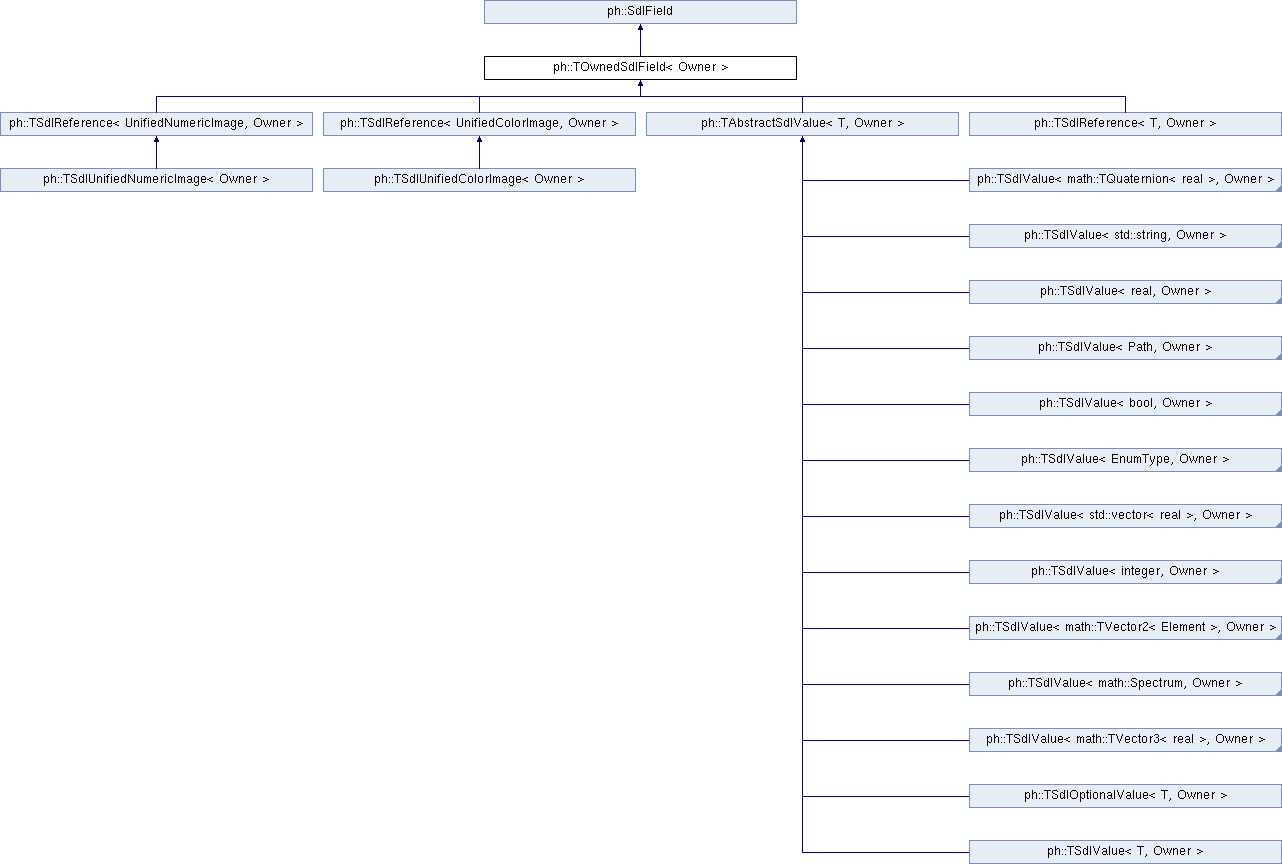 ph::SdlField
ph::TOwnedSdlField< Owner >
ph::TSdlReference< UnifiedNumericImage, Owner >
ph::TSdlReference< UnifiedColorImage, Owner >
ph::TAbstractSdlValue< T, Owner >
ph::TSdlReference< T, Owner >
ph::TSdlUnifiedNumericImage< Owner >
ph::TSdlUnifiedColorImage< Owner >
ph::TSdlValue< math::TQuaternion< real >, Owner >
ph::TSdlValue< std::string, Owner >
ph::TSdlValue< real, Owner >
ph::TSdlValue< Path, Owner >
ph::TSdlValue< bool, Owner >
ph::TSdlValue< EnumType, Owner >
ph::TSdlValue< std::vector< real >, Owner >
ph::TSdlValue< integer, Owner >
ph::TSdlValue< math::TVector2< Element >, Owner >
ph::TSdlValue< math::Spectrum, Owner >
ph::TSdlValue< math::TVector3< real >, Owner >
ph::TSdlOptionalValue< T, Owner >
ph::TSdlValue< T, Owner >